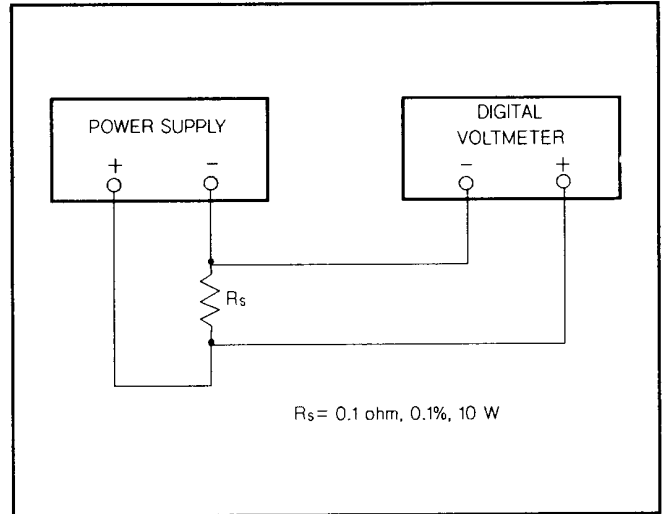 POWER SUPPLY
+ -
DIGITAL
VOLTMETER
- +
Rs
Rs= 0.1 ohm, 0.1%, 10 W